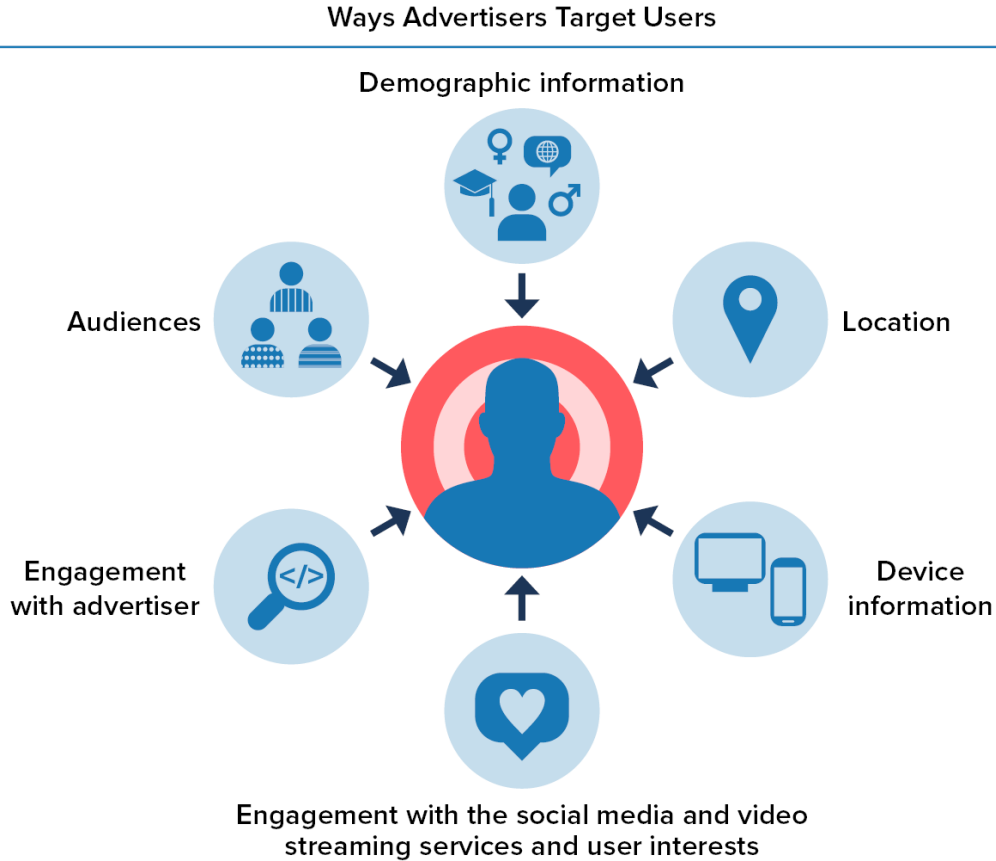 Ways Advertisers Target Users
Demographic information
Audiences
Location
Engagement
with advertiser
</>
Device
information
Engagement with the social media and video
streaming services and user interests